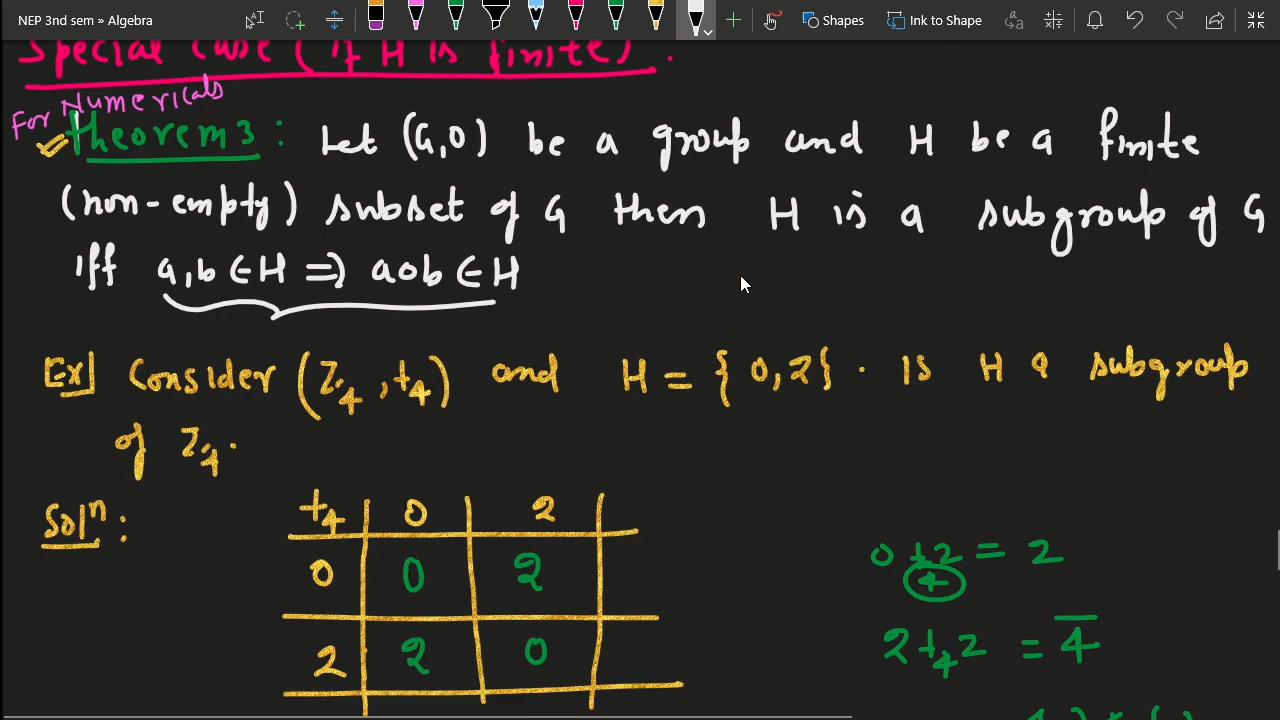 NEP 3nd sem » Algebra
Shapes
Ink to Shape
Special Case (if H is finite).
For Numericals
Theorem 3: Let (G,0) be a group and H be a finite
(non-empty) subset of G then H is a subgroup of G
iff a,b ∈ H ⇒ aob ∈ H
Ex] Consider (Z₄, +₄) and H = {0,2}. Is H a subgroup
of Z₄.
Solⁿ:
+₄ 0 2
0 0 2
2 2 0
0 +₄ 2 = 2
2 +₄ 2 = 4̅